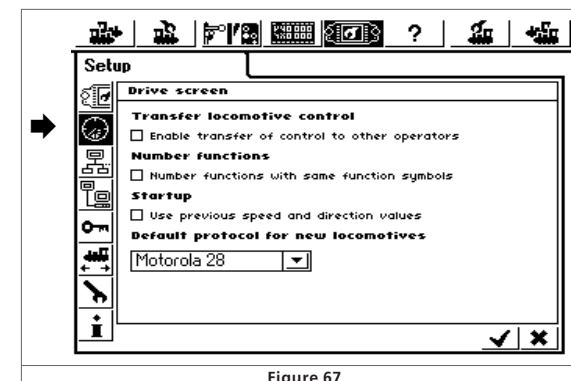 ?
Setup
Drive screen
Transfer locomotive control
Enable transfer of control to other operators
Number functions
Number functions with same function symbols
Startup
Use previous speed and direction values
Default protocol for new locomotives
Motorola 28
i
Figure 67